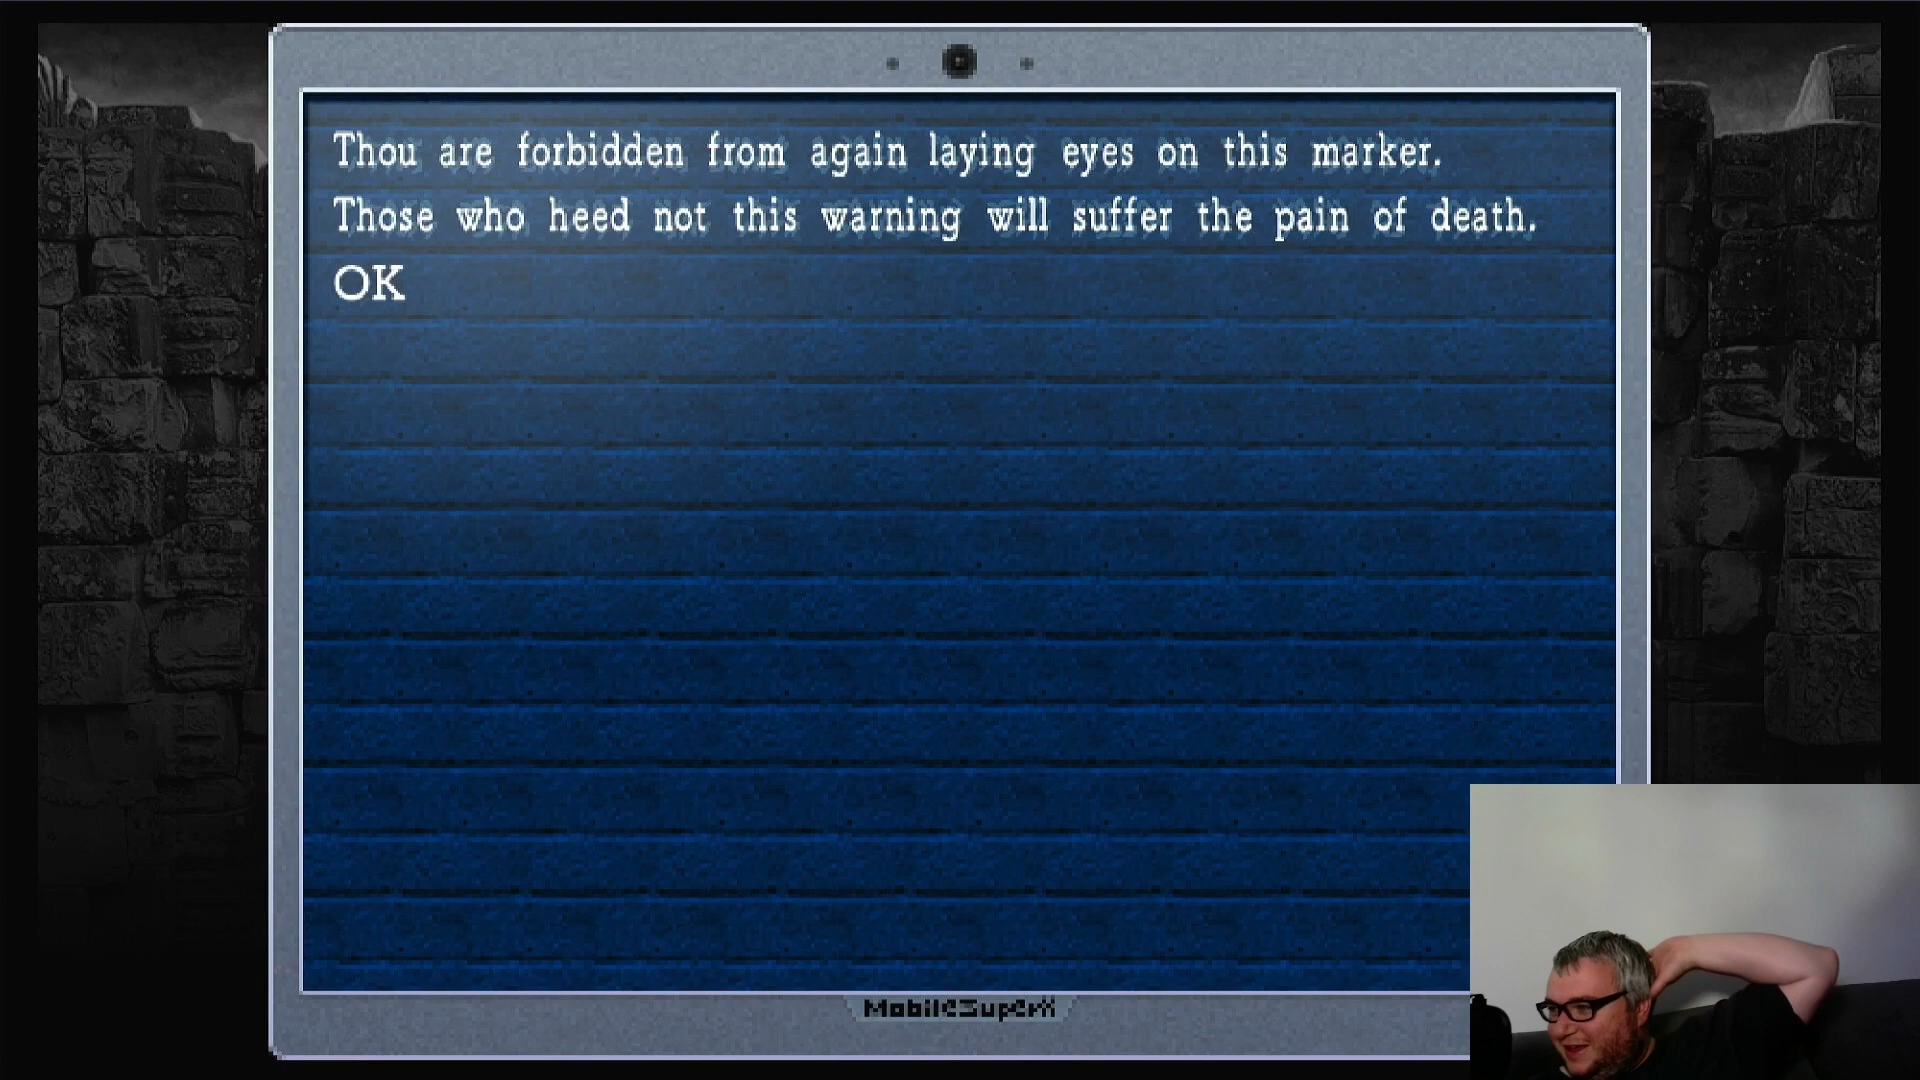 Thou are forbidden from again laying eyes on this marker.
Those who heed not this warning will suffer the pain of death.
OK
MobileSuperX